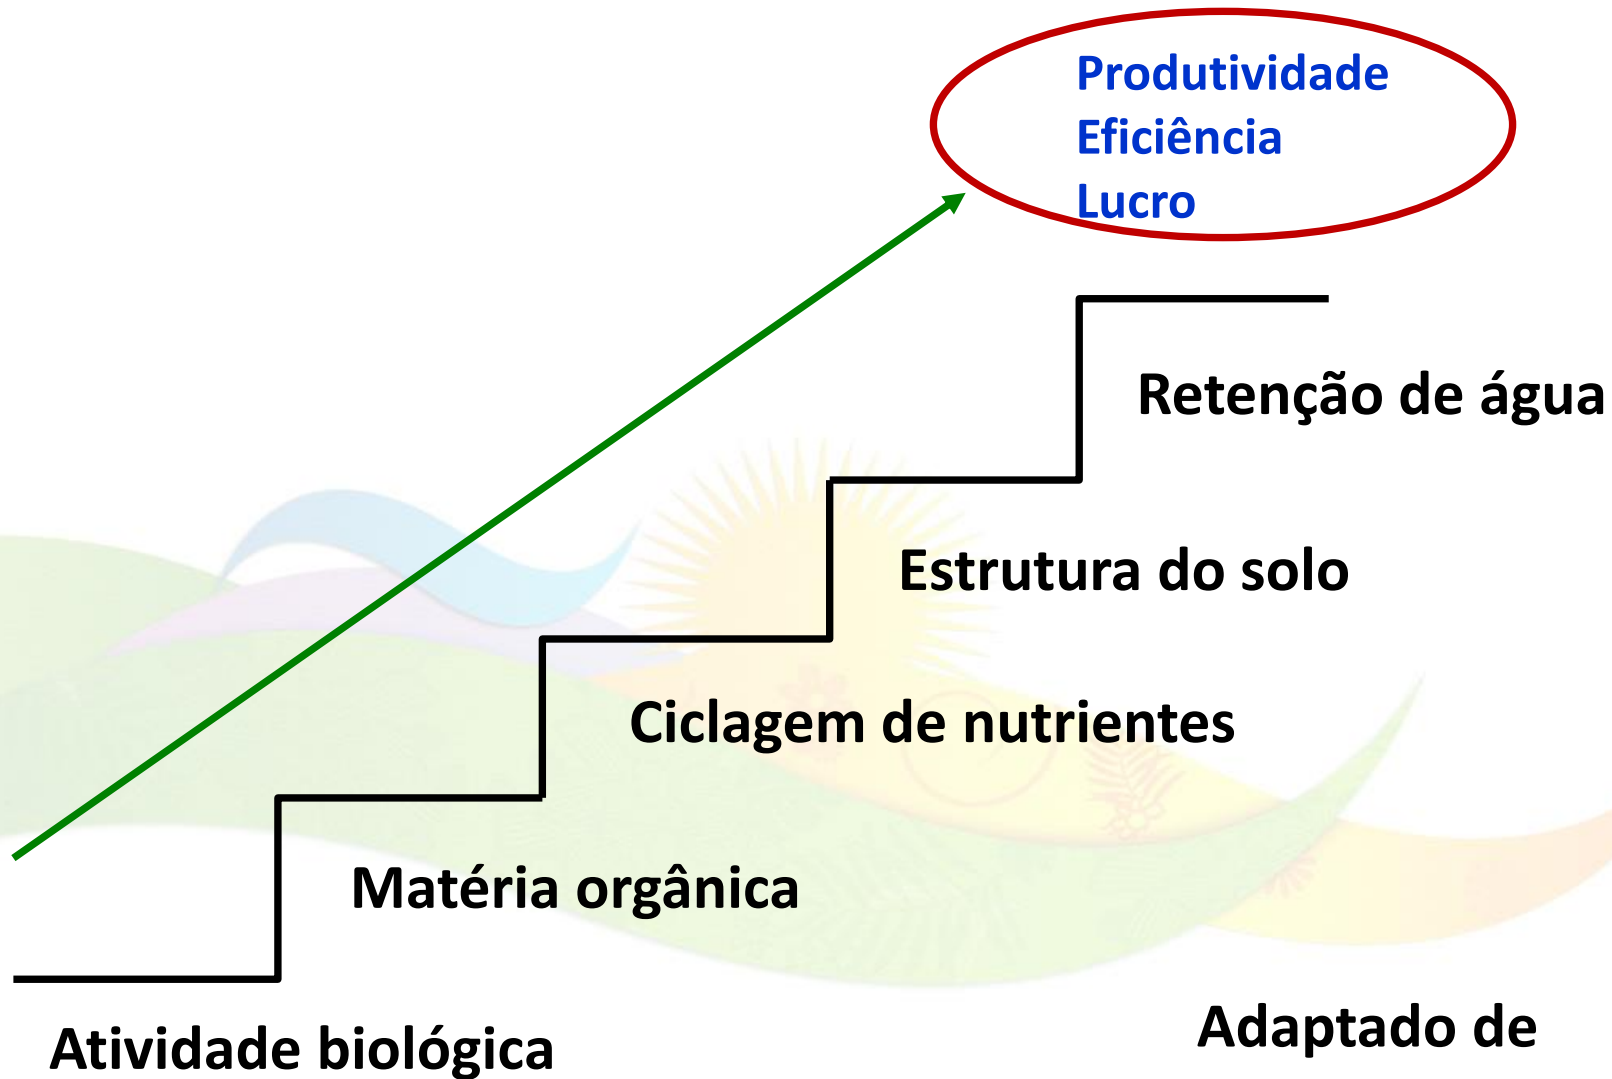 Produtividade
Eficiência
Lucro
Retenção de água
Estrutura do solo
Ciclagem de nutrientes
Matéria orgânica
Adaptado de
Atividade biológica